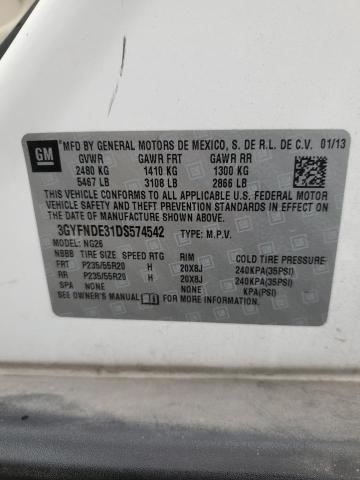 GM
MFD BY GENERAL MOTORS DE MEXICO, S. DE R.L. DE C.V. 01/13
GVWR GAWR FRT GAWR RR
2480 KG 1410 KG 1300 KG
5467 LB 3108 LB 2866 LB
THIS VEHICLE CONFORMS TO ALL APPLICABLE U.S. FEDERAL MOTOR
VEHICLE SAFETY AND THEFT PREVENTION STANDARDS IN EFFECT
ON THE DATE OF MANUFACTURE SHOWN ABOVE.
3GYFNDE31DS574542 TYPE: M.P.V.
MODEL: NG26
NBBB TIRE SIZE SPEED RTG RIM COLD TIRE PRESSURE
FRT P235/55R20 H 20X8J 240KPA(35PSI)
RR P235/55R20 H 20X8J 240KPA(35PSI)
SPA NONE NONE KPA(PSI)
SEE OWNER'S MANUAL FOR MORE INFORMATION.